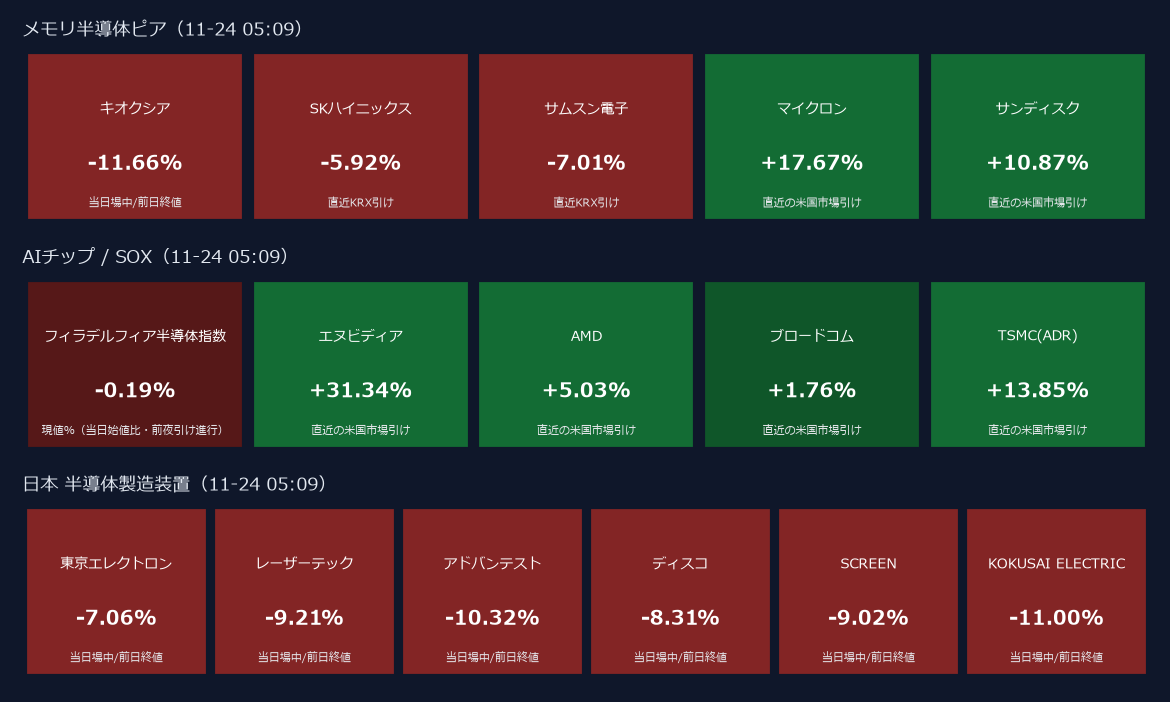 メモリ半導体ピア（11-24 05:09）
キオクシア
-11.66%
当日場中/前日終値
SKハイニックス
-5.92%
直近KRX引け
サムスン電子
-7.01%
直近KRX引け
マイクロン
+17.67%
直近の米国市場引け
サンディスク
+10.87%
直近の米国市場引け
AIチップ / SOX（11-24 05:09）
フィラデルフィア半導体指数
-0.19%
現値%（当日始値比・前夜引け進行）
エヌビディア
+31.34%
直近の米国市場引け
AMD
+5.03%
直近の米国市場引け
ブロードコム
+1.76%
直近の米国市場引け
TSMC(ADR)
+13.85%
直近の米国市場引け
日本 半導体製造装置（11-24 05:09）
東京エレクトロン
-7.06%
当日場中/前日終値
レーザーテック
-9.21%
当日場中/前日終値
アドバンテスト
-10.32%
当日場中/前日終値
ディスコ
-8.31%
当日場中/前日終値
SCREEN
-9.02%
当日場中/前日終値
KOKUSAI ELECTRIC
-11.00%
当日場中/前日終値